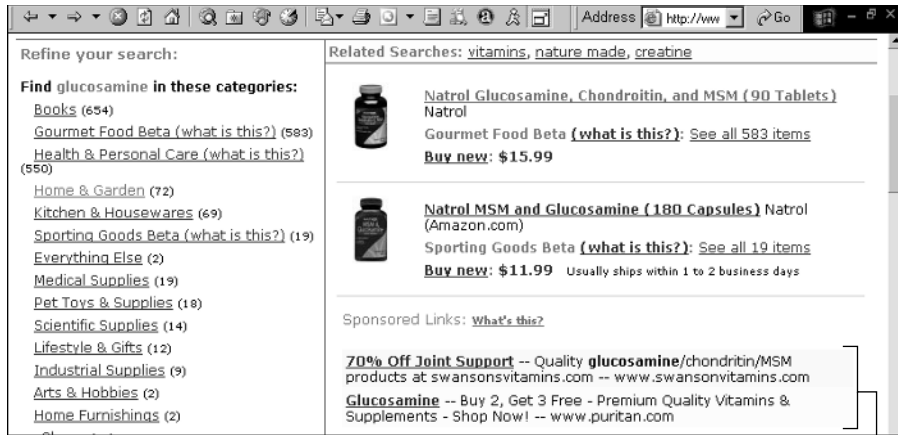 Address http://ww Go
Refine your search:
Find glucosamine in these categories:
Books (654)
Gourmet Food Beta (what is this?) (583)
Health & Personal Care (what is this?)
(550)
Home & Garden (72)
Kitchen & Housewares (69)
Sporting Goods Beta (what is this?) (19)
Everything Else (2)
Medical Supplies (19)
Pet Toys & Supplies (18)
Scientific Supplies (14)
Lifestyle & Gifts (12)
Industrial Supplies (9)
Arts & Hobbies (2)
Home Furnishings (2)
Related Searches: vitamins, nature made, creatine
Natrol Glucosamine, Chondroitin, and MSM (90 Tablets)
Natrol
Gourmet Food Beta (what is this?): See all 583 items
Buy new: $15.99
Natrol MSM and Glucosamine (180 Capsules) Natrol
(Amazon.com)
Sporting Goods Beta (what is this?): See all 19 items
Buy new: $11.99 Usually ships within 1 to 2 business days
Sponsored Links: What's this?
70% Off Joint Support -- Quality glucosamine/chondritin/MSM
products at swansonsvitamins.com -- www.swansonvitamins.com
Glucosamine -- Buy 2, Get 3 Free - Premium Quality Vitamins &
Supplements - Shop Now! -- www.puritan.com